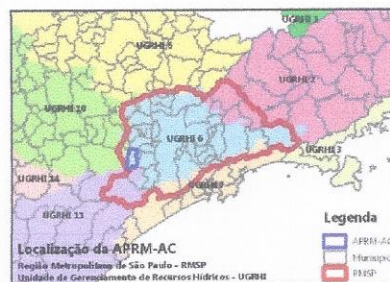 UGRHI 5
UGRHI 2
UGRHI 10
UGRHI 6
UGRHI 3
UGRHI 14
UGRHI 11
Legenda
APRM-AC
Municípi
RMSP
Localização da APRM-AC
Região Metropolitana de São Paulo - RMSP
Unidade de Gerenciamento de Recursos Hídricos - UGRHI